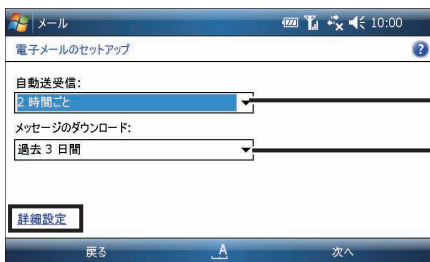 メール 10:00
電子メールのセットアップ
自動送受信:
2 時間ごと
メッセージのダウンロード:
過去 3 日間
詳細設定
戻る A 次へ